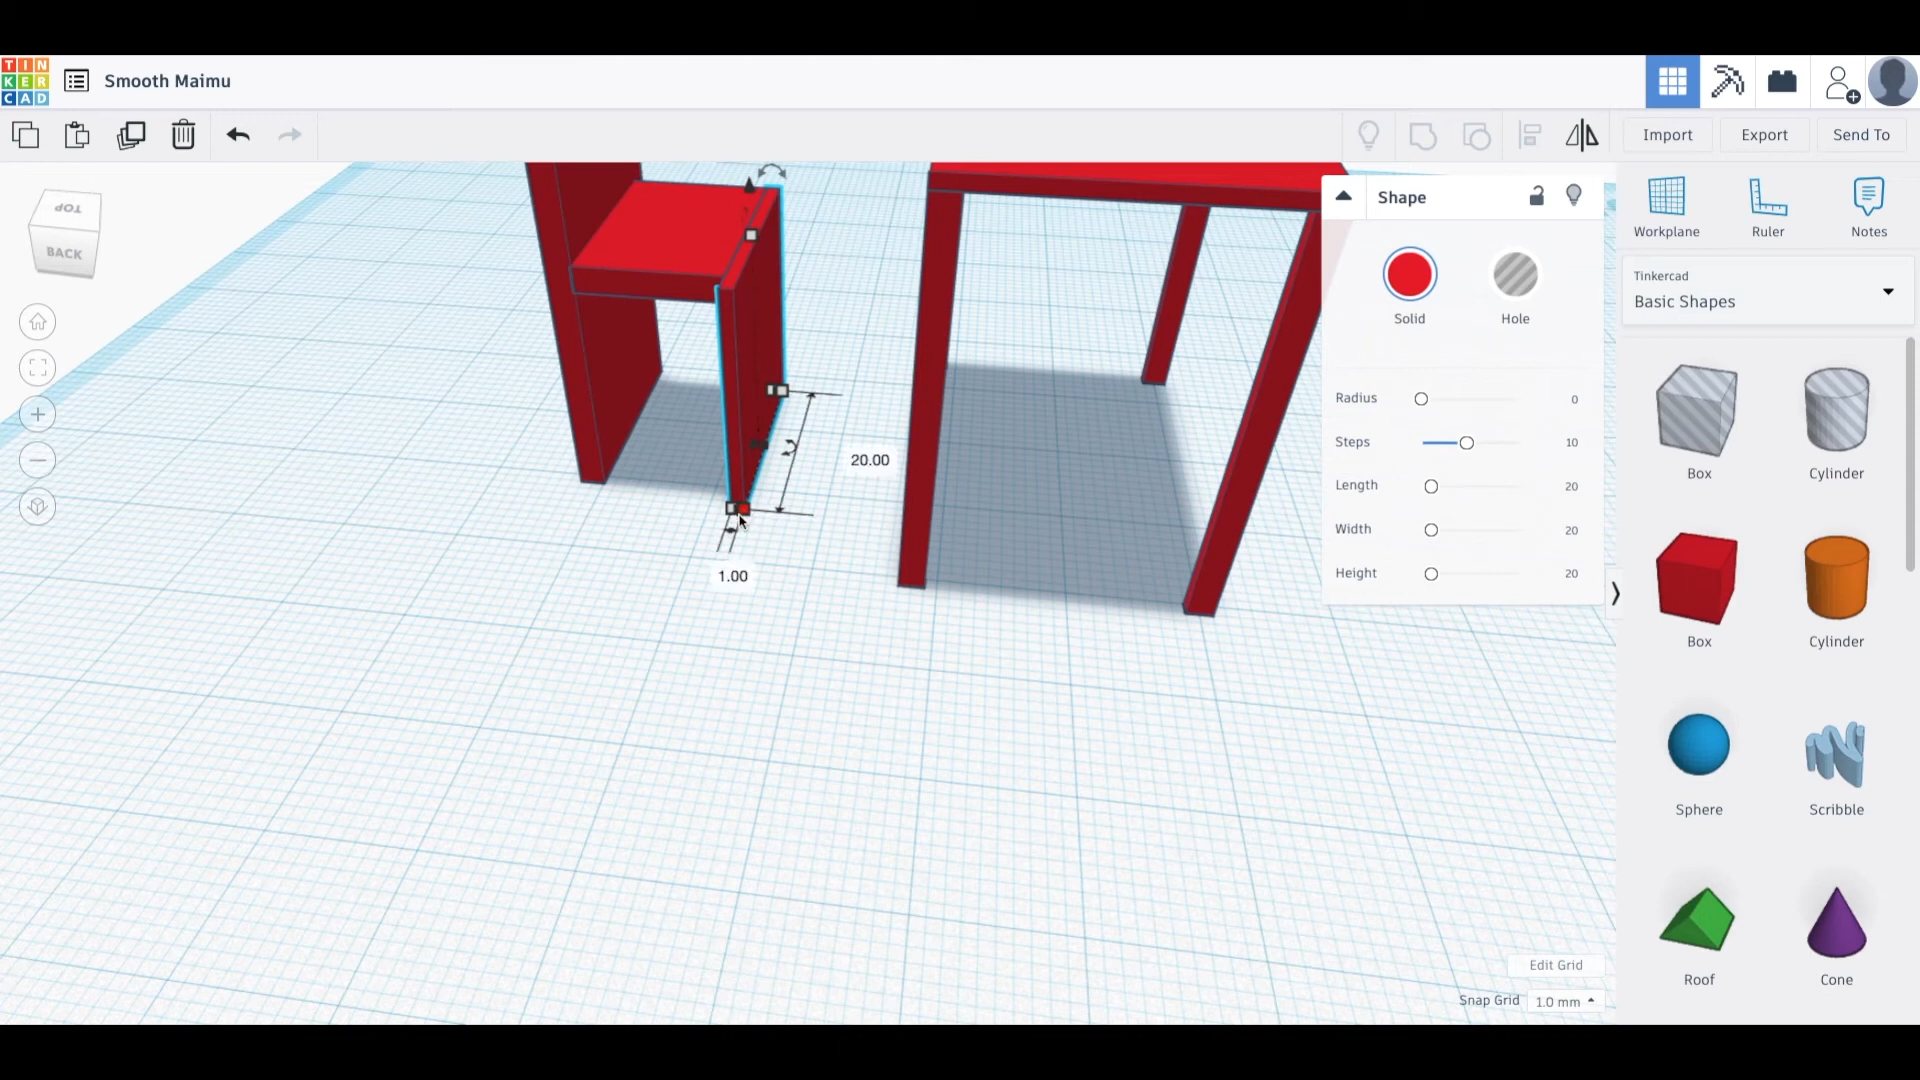 TIN
KER
CAD
Smooth Maimu
Import
Export
Send To
TOP
BACK
Shape
Solid
Hole
Radius 0
Steps 10
Length 20
Width 20
Height 20
Workplane
Ruler
Notes
Tinkercad
Basic Shapes
Box
Cylinder
Box
Cylinder
Sphere
Scribble
Roof
Cone
20.00
1.00
Edit Grid
Snap Grid 1.0 mm